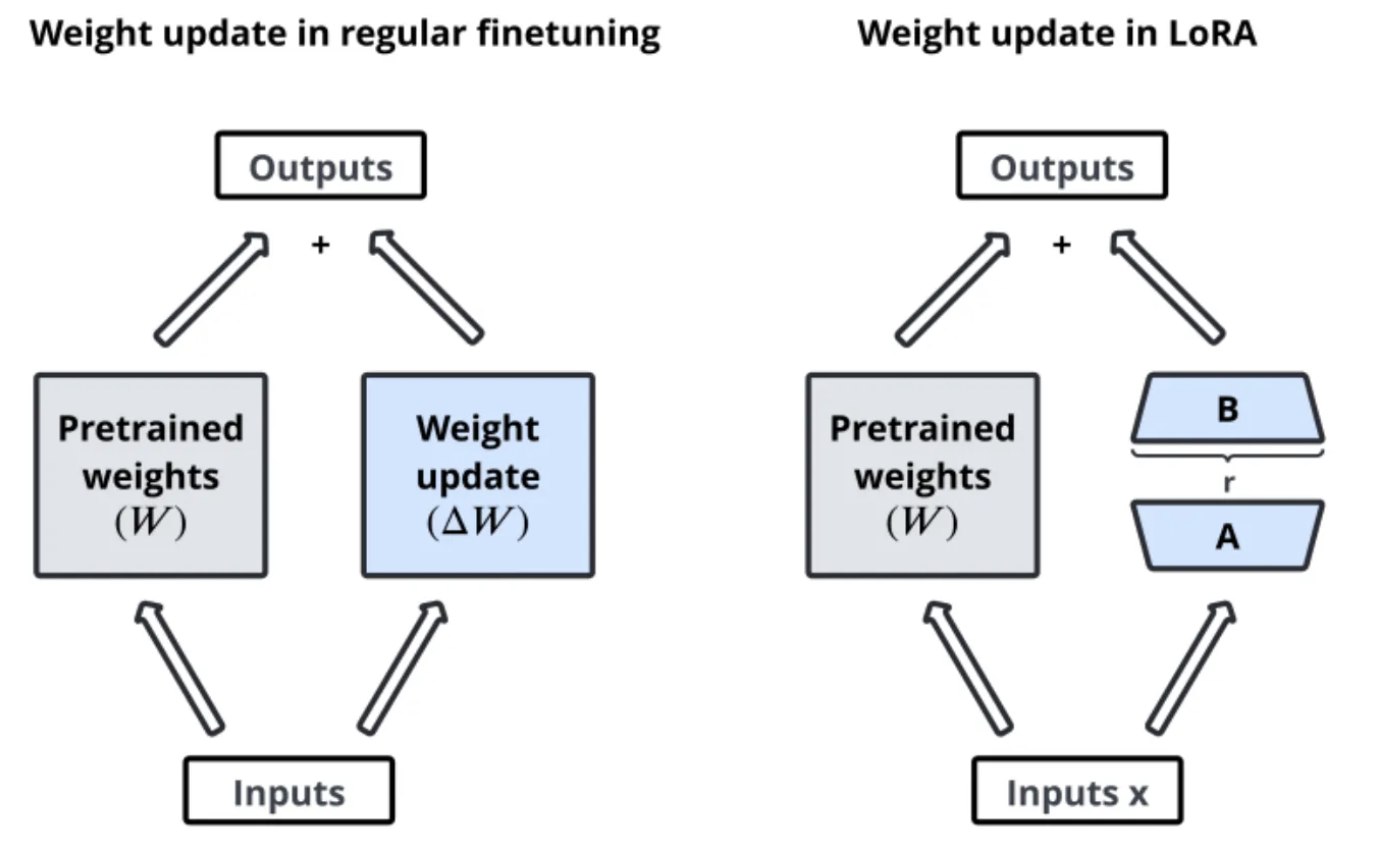 Weight update in regular finetuning
Outputs
+
Pretrained
weights
(W)
Weight
update
(ΔW)
Inputs
Weight update in LoRA
Outputs
+
Pretrained
weights
(W)
B
r
A
Inputs x